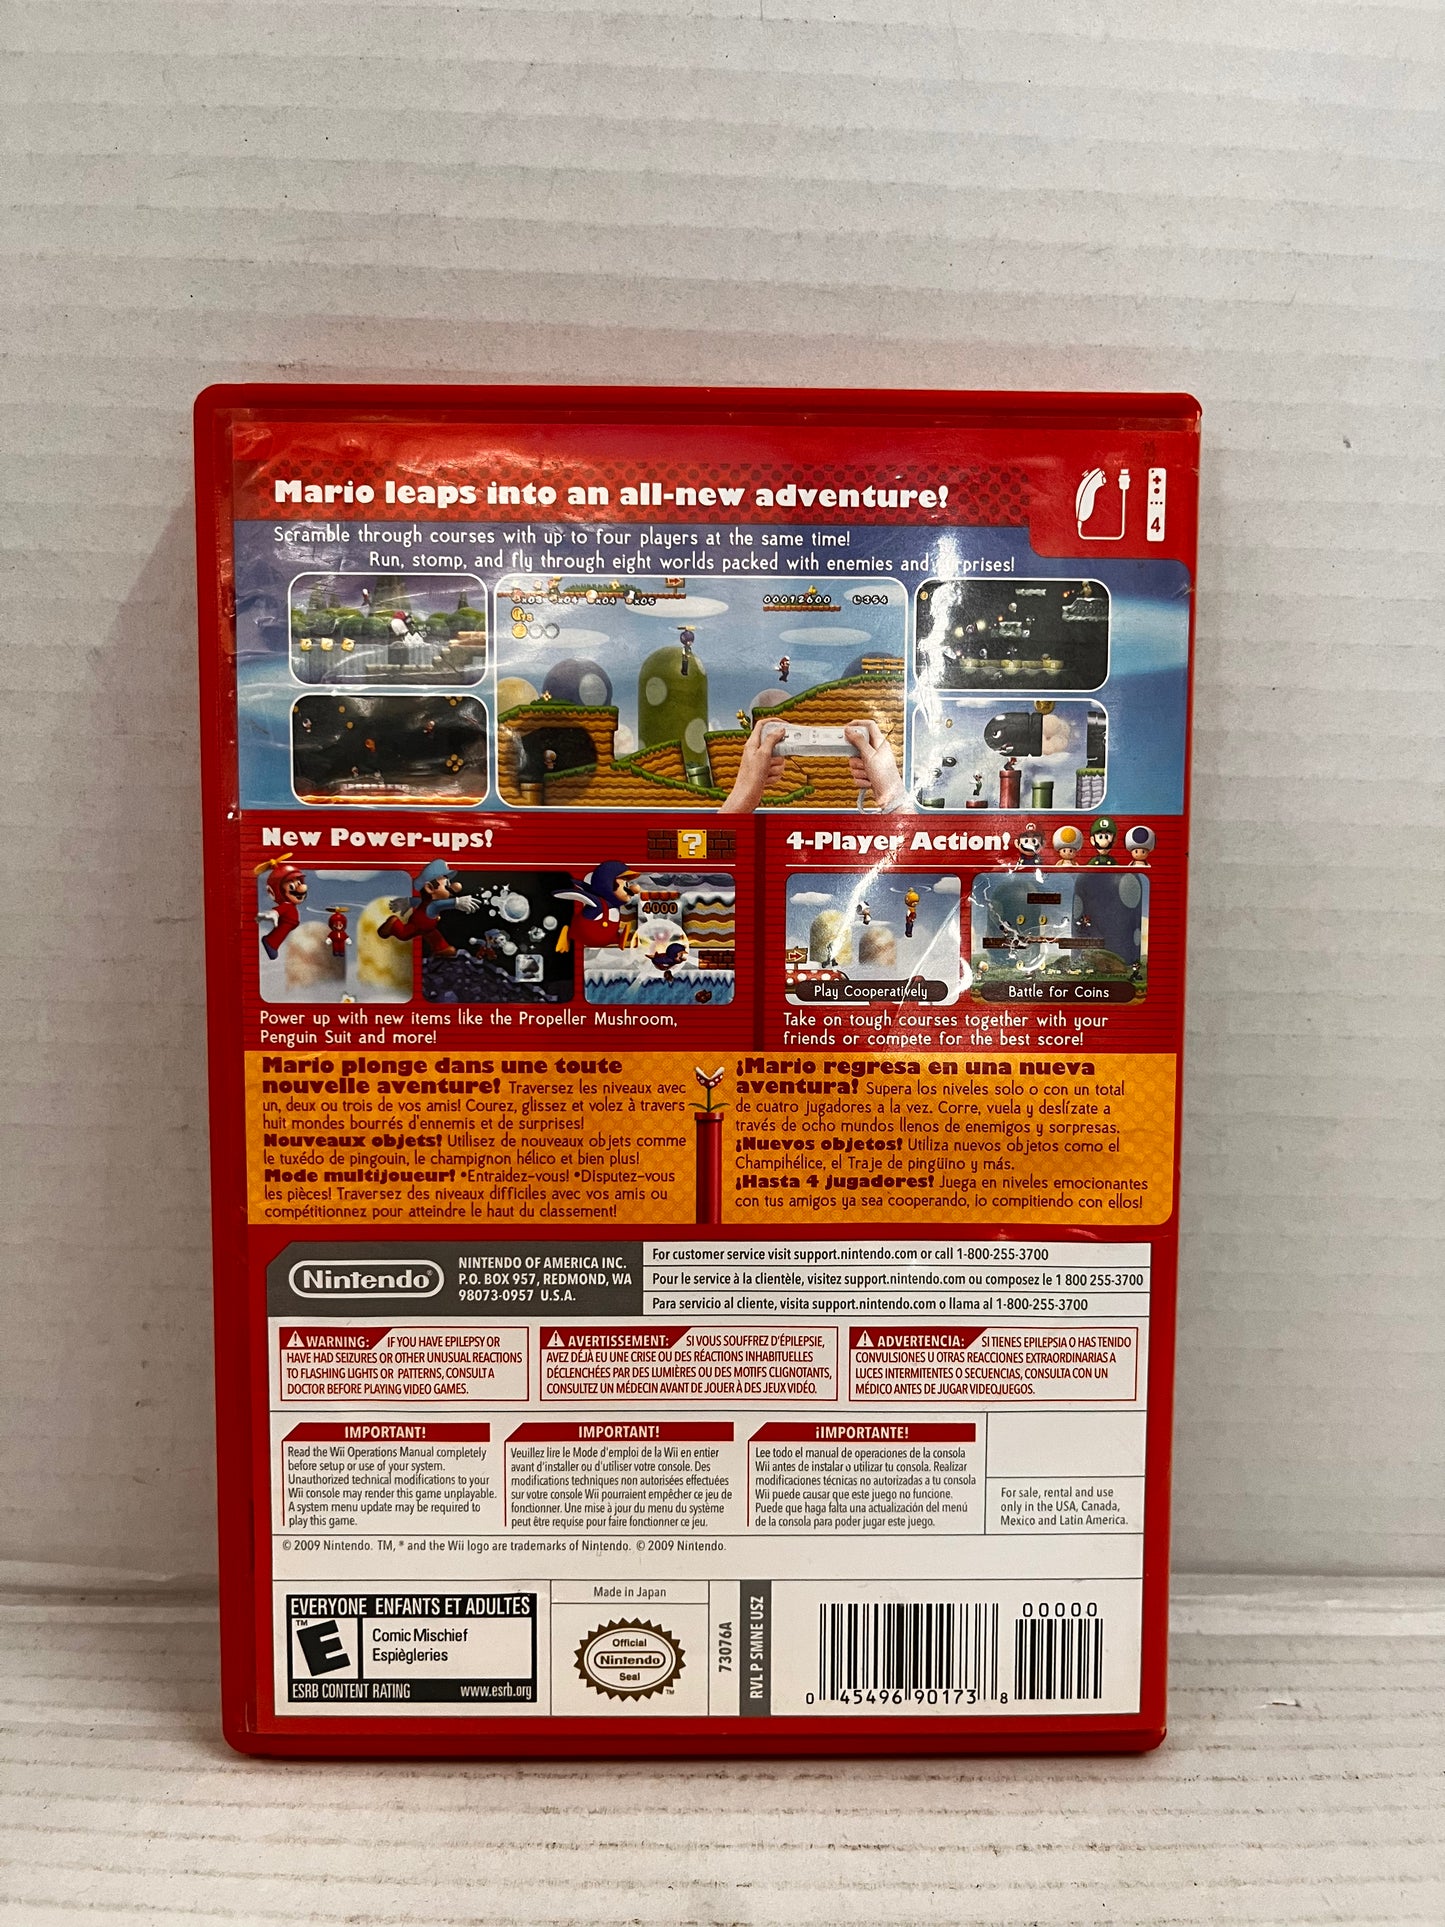 Mario leaps into an all-new adventure!
4
Scramble through courses with up to four players at the same time!
Run, stomp, and fly through eight worlds packed with enemies and surprises!
00012600
354
New Power-ups!
?
4000
Power up with new items like the Propeller Mushroom,
Penguin Suit and more!
4-Player Action!
L
Play Cooperatively
Battle for Coins
Take on tough courses together with your
friends or compete for the best score!
Mario plonge dans une toute
nouvelle aventure! Traversez les niveaux avec
un, deux ou trois de vos amis! Courez, glissez et volez à travers
huit mondes bourrés d'ennemis et de surprises!
Nouveaux objets! Utilisez de nouveaux objets comme
le tuxédo de pingouin, le champignon hélico et bien plus!
Mode multijoueur! •Entraidez-vous! •Disputez-vous
les pièces! Traversez des niveaux difficiles avec vos amis ou
compétitionnez pour atteindre le haut du classement!
¡Mario regresa en una nueva
aventura! Supera los niveles solo o con un total
de cuatro jugadores a la vez. Corre, vuela y deslízate a
través de ocho mundos llenos de enemigos y sorpresas.
¡Nuevos objetos! Utiliza nuevos objetos como el
Champihélice, el Traje de pingüino y más.
¡Hasta 4 jugadores! Juega en niveles emocionantes
con tus amigos ya sea cooperando, lo compitiendo con ellos!
Nintendo®
NINTENDO OF AMERICA INC.
P.O. BOX 957, REDMOND, WA
98073-0957 U.S.A.
For customer service visit support.nintendo.com or call 1-800-255-3700
Pour le service à la clientèle, visitez support.nintendo.com ou composez le 1 800 255-3700
Para servicio al cliente, visita support.nintendo.com o llama al 1-800-255-3700
WARNING: IF YOU HAVE EPILEPSY OR
HAVE HAD SEIZURES OR OTHER UNUSUAL REACTIONS
TO FLASHING LIGHTS OR PATTERNS, CONSULT A
DOCTOR BEFORE PLAYING VIDEO GAMES.
AVERTISSEMENT: SI VOUS SOUFFREZ D'ÉPILEPSIE,
AVEZ DÉJÀ EU UNE CRISE OU DES RÉACTIONS INHABITUELLES
DÉCLENCHÉES PAR DES LUMIÈRES OU DES MOTIFS CLIGNOTANTS,
CONSULTEZ UN MÉDECIN AVANT DE JOUER À DES JEUX VIDÉO.
ADVERTENCIA: SI TIENES EPILEPSIA O HAS TENIDO
CONVULSIONES U OTRAS REACCIONES EXTRAORDINARIAS A
LUCES INTERMITENTES O SECUENCIAS, CONSULTA CON UN
MÉDICO ANTES DE JUGAR VIDEOJUEGOS.
IMPORTANT!
Read the Wii Operations Manual completely
before setup or use of your system.
Unauthorized technical modifications to your
Wii console may render this game unplayable.
A system menu update may be required to
play this game.
IMPORTANT!
Veuillez lire le Mode d'emploi de la Wii en entier
avant d'installer ou d'utiliser votre console. Des
modifications techniques non autorisées effectuées
sur votre console Wii pourraient empêcher ce jeu de
fonctionner. Une mise à jour du menu du système
peut être requise pour faire fonctionner ce jeu.
¡IMPORTANTE!
Lee todo el manual de operaciones de la consola
Wii antes de instalar o utilizar tu consola. Realizar
modificaciones técnicas no autorizadas a tu consola
Wii puede causar que este juego no funcione.
Puede que haga falta una actualización del menú
de la consola para poder jugar este juego.
For sale, rental and use
only in the USA, Canada,
Mexico and Latin America.
© 2009 Nintendo. TM, ® and the Wii logo are trademarks of Nintendo. © 2009 Nintendo.
EVERYONE ENFANTS ET ADULTES
E
TM
Comic Mischief
Espiègleries
ESRB CONTENT RATING www.esrb.org
Made in Japan
Official
Nintendo
Seal
TM
73076A
RVL P SMNE USZ
0 45496 90173 8
00000